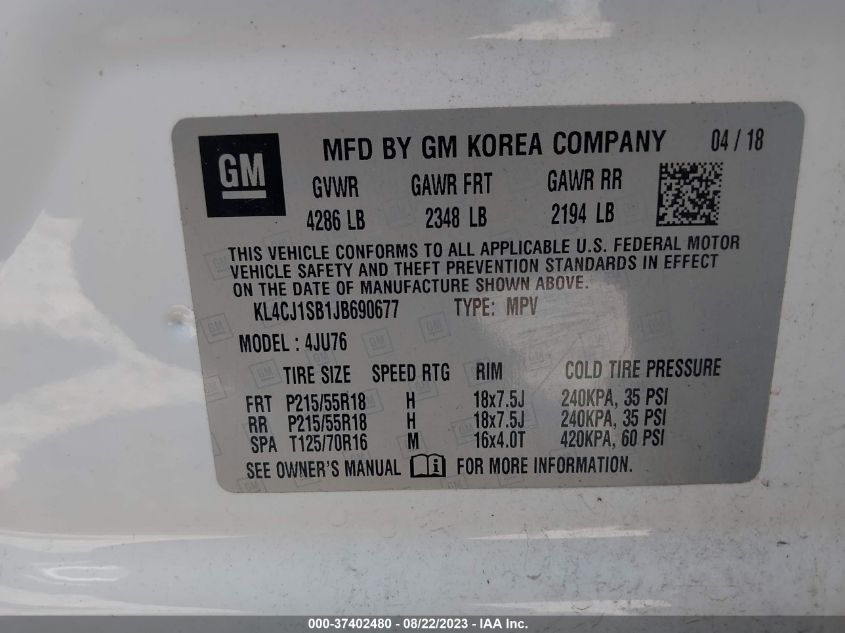 GM
MFD BY GM KOREA COMPANY 04 / 18
GVWR GAWR FRT GAWR RR
4286 LB 2348 LB 2194 LB
THIS VEHICLE CONFORMS TO ALL APPLICABLE U.S. FEDERAL MOTOR
VEHICLE SAFETY AND THEFT PREVENTION STANDARDS IN EFFECT
ON THE DATE OF MANUFACTURE SHOWN ABOVE.
KL4CJ1SB1JB690677 TYPE: MPV
MODEL : 4JU76
TIRE SIZE SPEED RTG RIM COLD TIRE PRESSURE
FRT P215/55R18 H 18x7.5J 240KPA, 35 PSI
RR P215/55R18 H 18x7.5J 240KPA, 35 PSI
SPA T125/70R16 M 16x4.0T 420KPA, 60 PSI
SEE OWNER'S MANUAL FOR MORE INFORMATION.
000-37402480 - 08/22/2023 - IAA Inc.